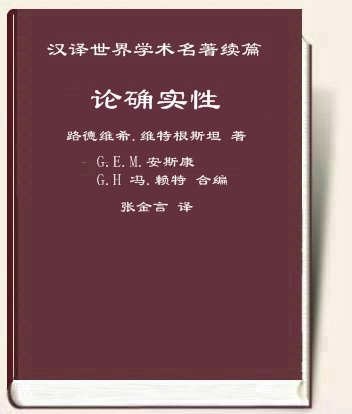 汉译世界学术名著续篇
论确实性
路德维希.维特根斯坦 著
G.E.M.安斯康
G.H 冯.赖特 合编
张金言 译